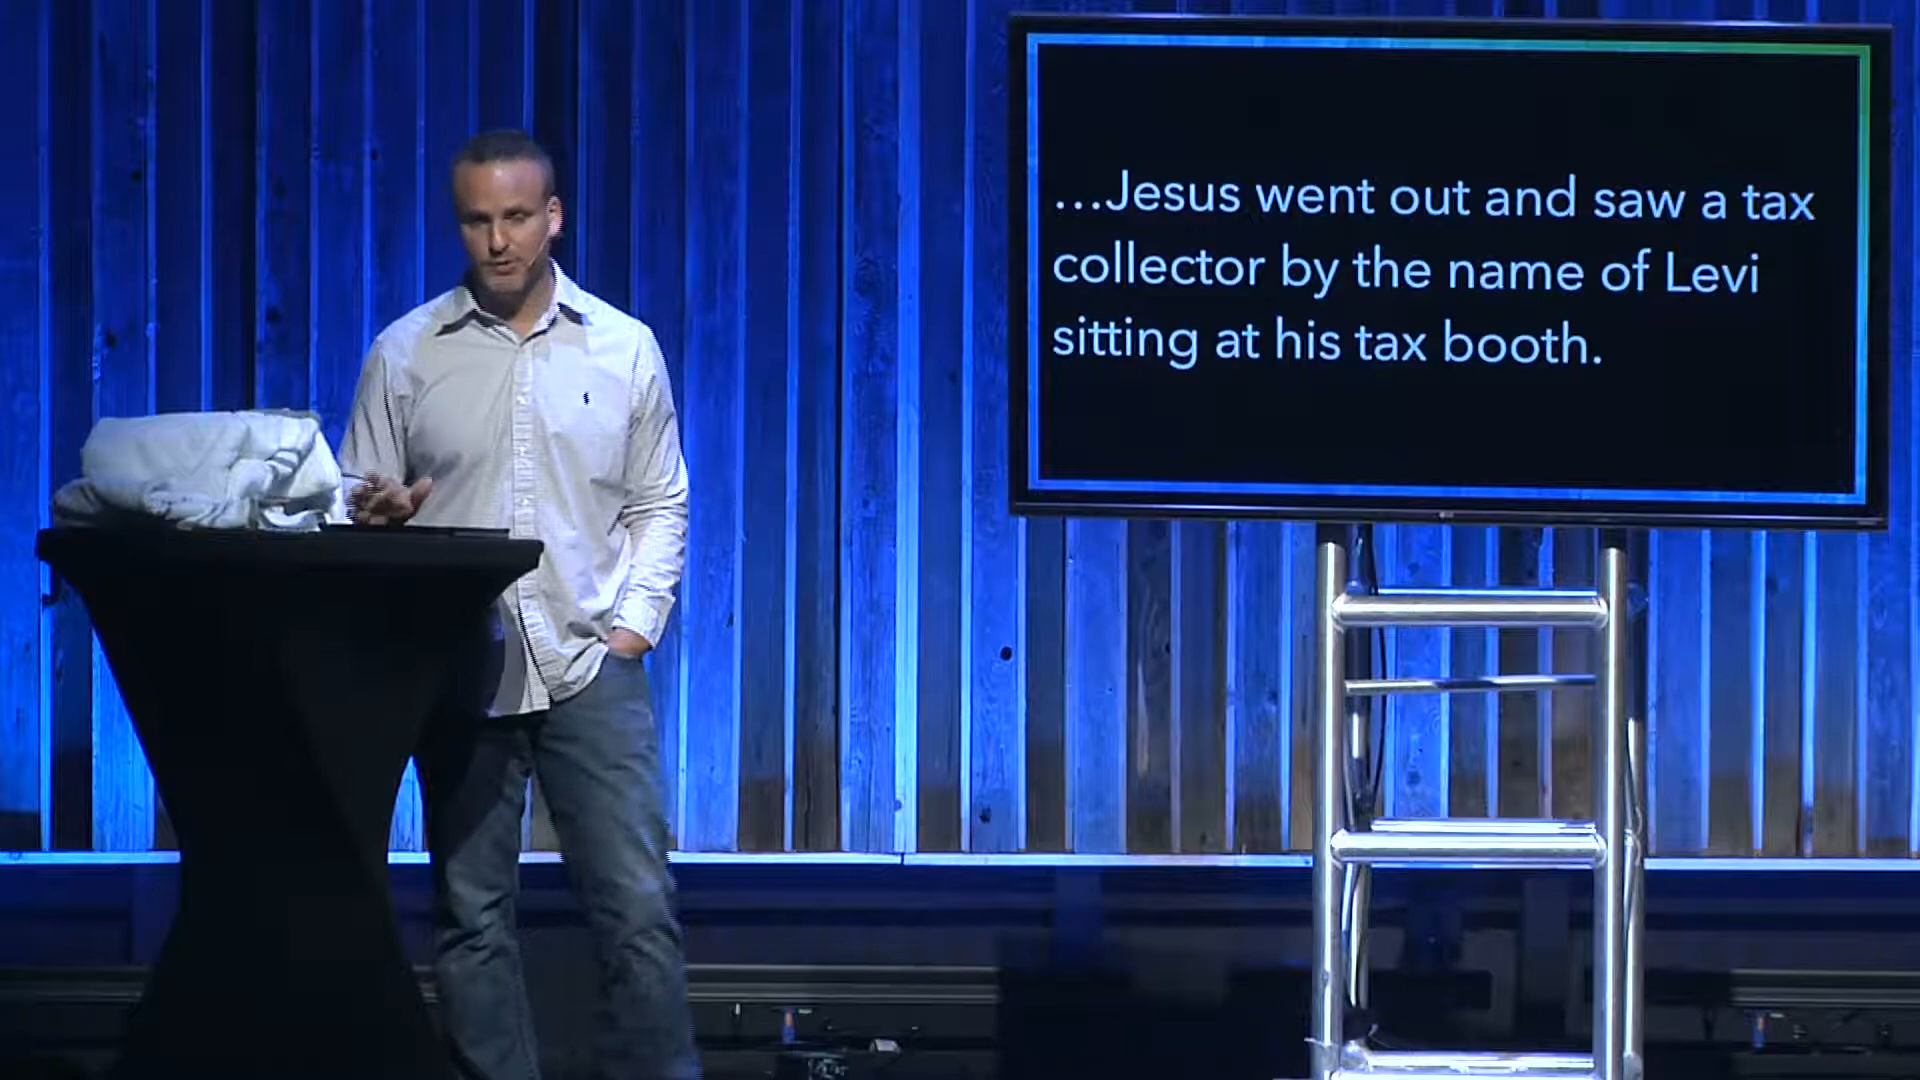 …Jesus went out and saw a tax
collector by the name of Levi
sitting at his tax booth.